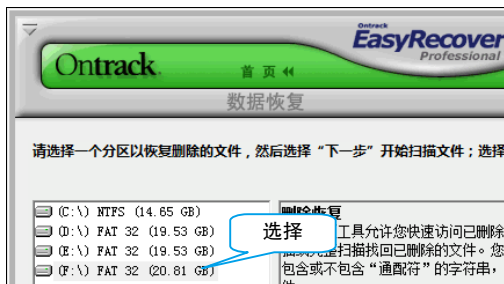 Ontrack
EasyRecover
Professional
Ontrack
首 页
数据恢复
请选择一个分区以恢复删除的文件，然后选择“下一步”开始扫描文件；选择
(C:\) NTFS (14.65 GB)
(D:\) FAT 32 (19.53 GB)
(E:\) FAT 32 (19.53 GB)
(F:\) FAT 32 (20.81 GB)
选择
删除恢复
工具允许您快速访问已删除
扫描找回已删除的文件。您
包含或不包含“通配符”的字符串，